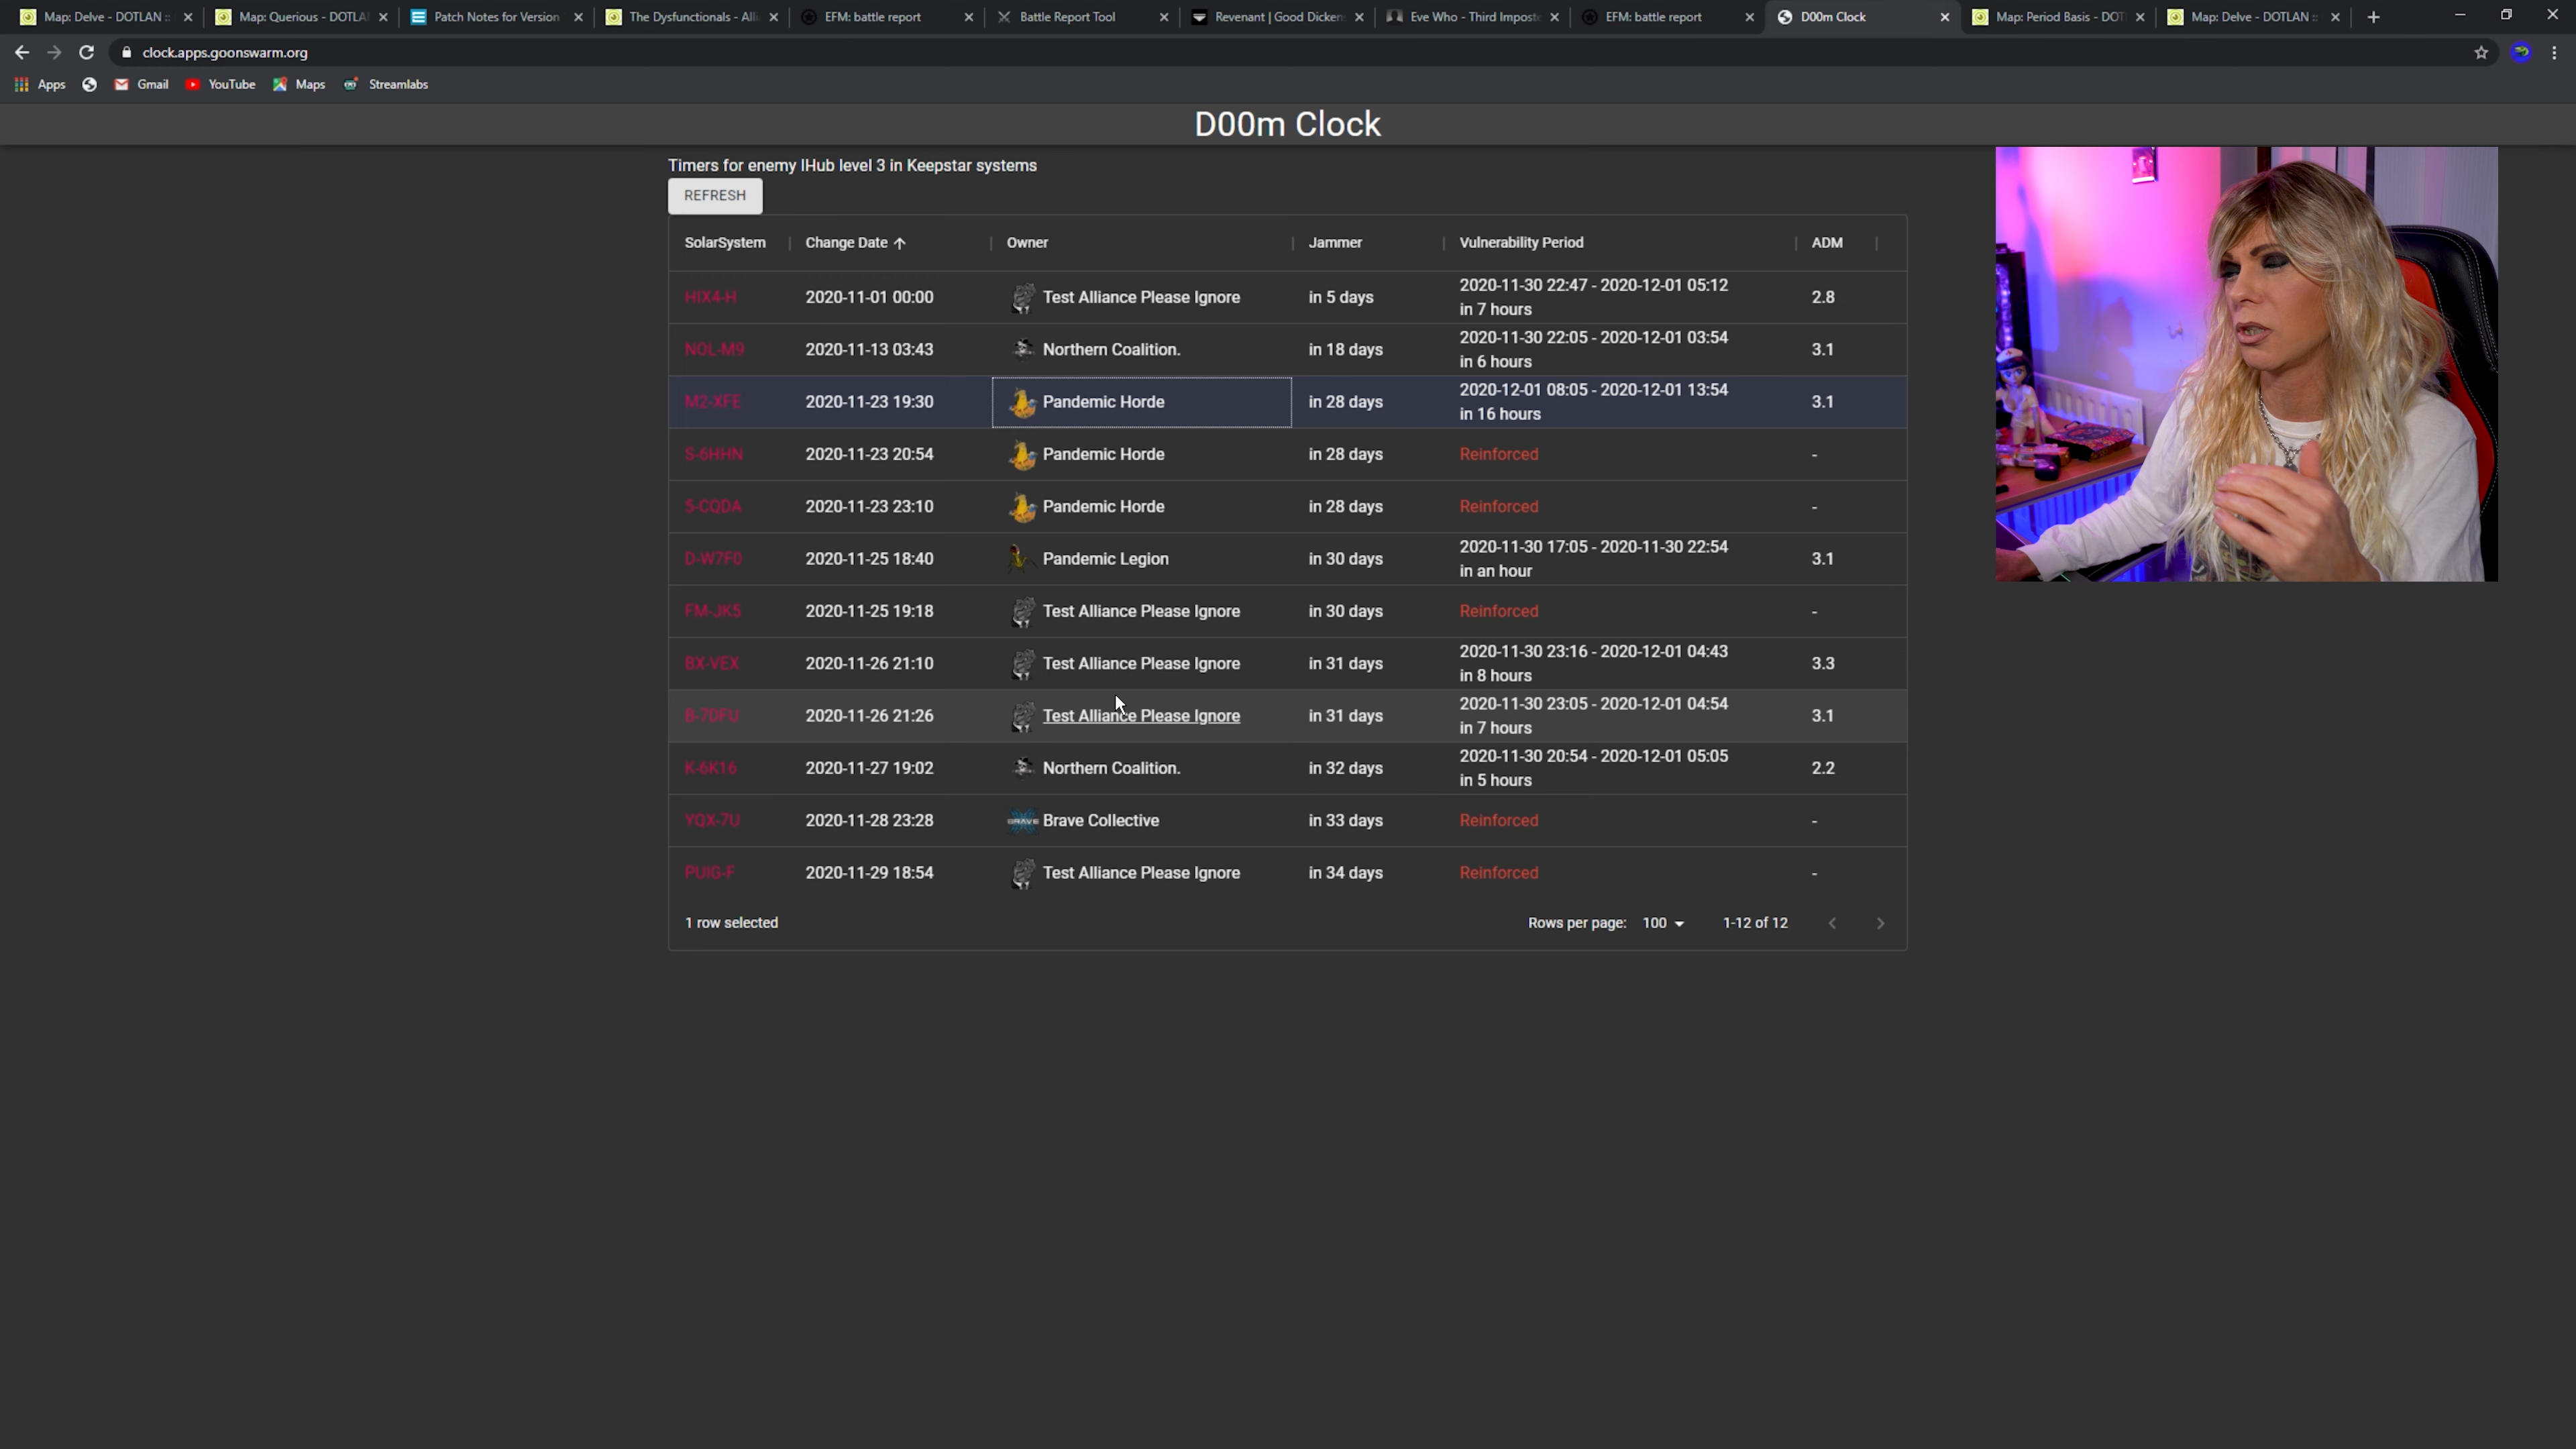 Map: Delve - DOTLAN :: Map: Querious - DOTLA Patch Notes for Version The Dysfunctionals - Alli EFM: battle report Battle Report Tool Revenant | Good Dicken Eve Who - Third Impost EFM: battle report D00m Clock Map: Period Basis - DOT Map: Delve - DOTLAN ::
clock.apps.goonswarm.org
Apps Gmail YouTube Maps Streamlabs
D00m Clock
Timers for enemy IHub level 3 in Keepstar systems
REFRESH
SolarSystem Change Date Owner Jammer Vulnerability Period ADM
HIX4-H 2020-11-01 00:00 Test Alliance Please Ignore in 5 days 2020-11-30 22:47 - 2020-12-01 05:12 2.8
in 7 hours
N0L-M9 2020-11-13 03:43 Northern Coalition. in 18 days 2020-11-30 22:05 - 2020-12-01 03:54 3.1
in 6 hours
M2-XFE 2020-11-23 19:30 Pandemic Horde in 28 days 2020-12-01 08:05 - 2020-12-01 13:54 3.1
in 16 hours
S-6HHN 2020-11-23 20:54 Pandemic Horde in 28 days Reinforced -
5-CQDA 2020-11-23 23:10 Pandemic Horde in 28 days Reinforced -
D-W7F0 2020-11-25 18:40 Pandemic Legion in 30 days 2020-11-30 17:05 - 2020-11-30 22:54 3.1
in an hour
FM-JK5 2020-11-25 19:18 Test Alliance Please Ignore in 30 days Reinforced -
BX-VEX 2020-11-26 21:10 Test Alliance Please Ignore in 31 days 2020-11-30 23:16 - 2020-12-01 04:43 3.3
in 8 hours
B-7DFU 2020-11-26 21:26 Test Alliance Please Ignore in 31 days 2020-11-30 23:05 - 2020-12-01 04:54 3.1
in 7 hours
K-6K16 2020-11-27 19:02 Northern Coalition. in 32 days 2020-11-30 20:54 - 2020-12-01 05:05 2.2
in 5 hours
YQX-7U 2020-11-28 23:28 BRAVE Brave Collective in 33 days Reinforced -
PUIG-F 2020-11-29 18:54 Test Alliance Please Ignore in 34 days Reinforced -
1 row selected Rows per page: 100 1-12 of 12